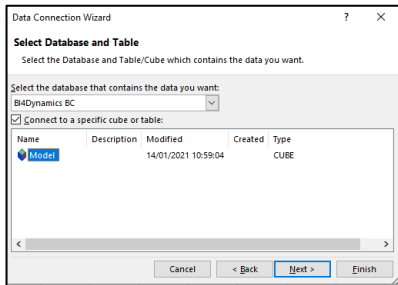 Data Connection Wizard ? ×
Select Database and Table
Select the Database and Table/Cube which contains the data you want.
Select the database that contains the data you want:
BI4Dynamics BC
Connect to a specific cube or table:
Name Description Modified Created Type
Model 14/01/2021 10:59:04 CUBE
Cancel < Back Next > Finish